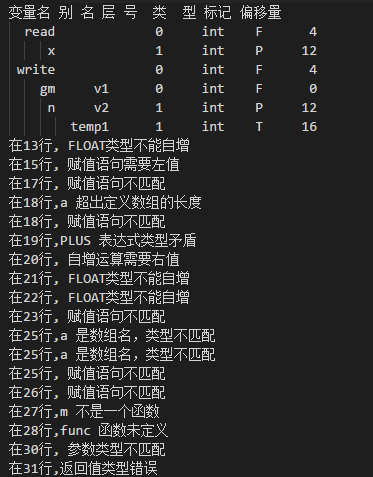 变量名 别 名 层 号 类 型 标记 偏移量
read 0 int F 4
x 1 int P 12
write 0 int F 4
gm v1 0 int F 0
n v2 1 int P 12
temp1 1 int T 16
在13行, FLOAT类型不能自增
在15行, 赋值语句需要左值
在17行, 赋值语句不匹配
在18行,a 超出定义数组的长度
在18行, 赋值语句不匹配
在19行,PLUS 表达式类型矛盾
在20行, 自增运算需要右值
在21行, FLOAT类型不能自增
在22行, FLOAT类型不能自增
在23行, 赋值语句不匹配
在25行,a 是数组名, 类型不匹配
在25行,a 是数组名, 类型不匹配
在25行, 赋值语句不匹配
在26行, 赋值语句不匹配
在27行,m 不是一个函数
在28行,func 函数未定义
在30行, 参数类型不匹配
在31行,返回值类型错误